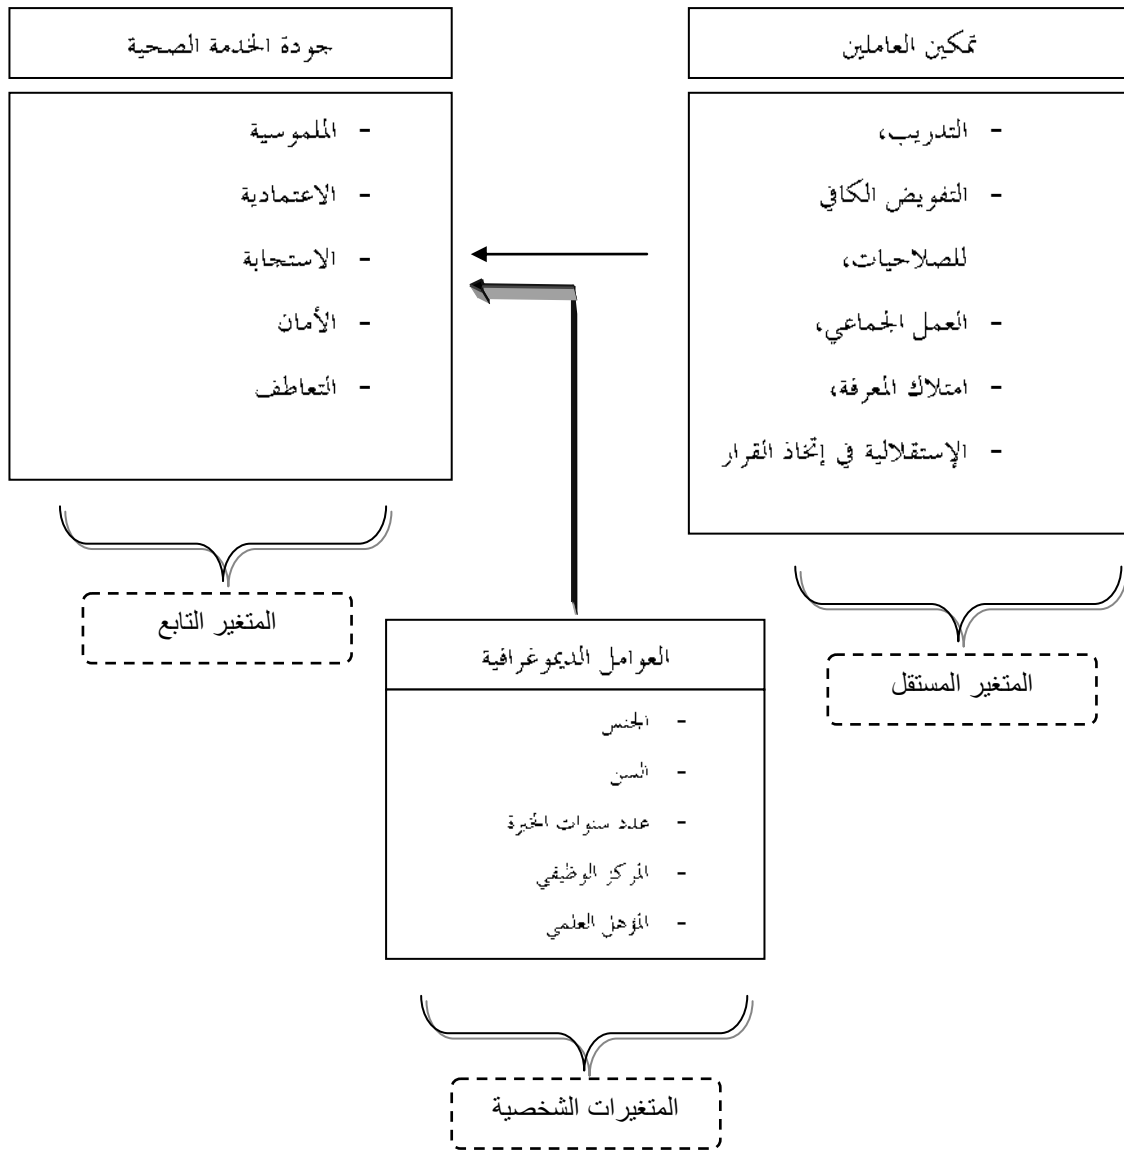 تمكين العاملين
- التدريب،
- التفويض الكافي
للصلاحيات،
- العمل الجماعي،
- امتلاك المعرفة،
- الإستقلالية في إتخاذ القرار
المتغير المستقل
جودة الخدمة الصحية
- الملموسية
- الاعتمادية
- الاستجابة
- الأمان
- التعاطف
المتغير التابع
العوامل الديموغرافية
- الجنس
- السن
- عدد سنوات الخبرة
- المركز الوظيفي
- المؤهل العلمي
المتغيرات الشخصية